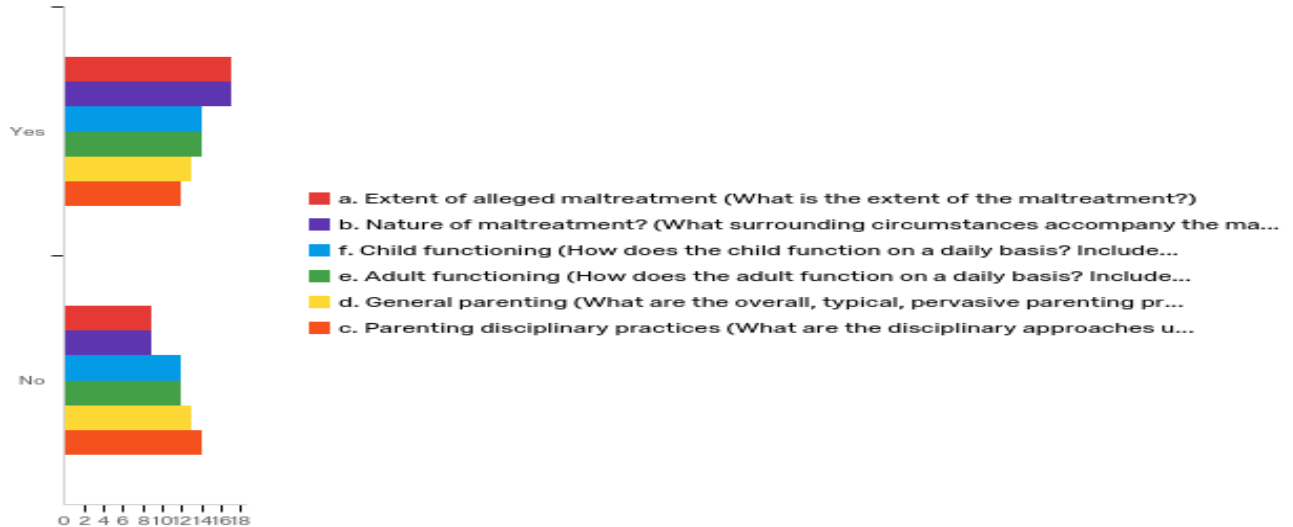 Yes
a. Extent of alleged maltreatment (What is the extent of the maltreatment?)
b. Nature of maltreatment? (What surrounding circumstances accompany the ma...
f. Child functioning (How does the child function on a daily basis? Include...
e. Adult functioning (How does the adult function on a daily basis? Include...
d. General parenting (What are the overall, typical, pervasive parenting pr...
c. Parenting disciplinary practices (What are the disciplinary approaches u...
No
0 2 4 6 8 10 12 14 16 18